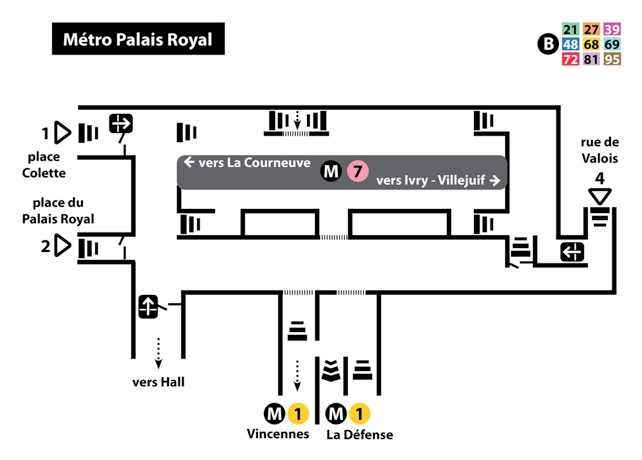 Métro Palais Royal
B
21 27 39
48 68 69
72 81 95
1
place
Colette
vers La Courneuve
M 7
vers Ivry - Villejuif
rue de
Valois
4
place du
Palais Royal
2
vers Hall
M 1
Vincennes
M 1
La Défense